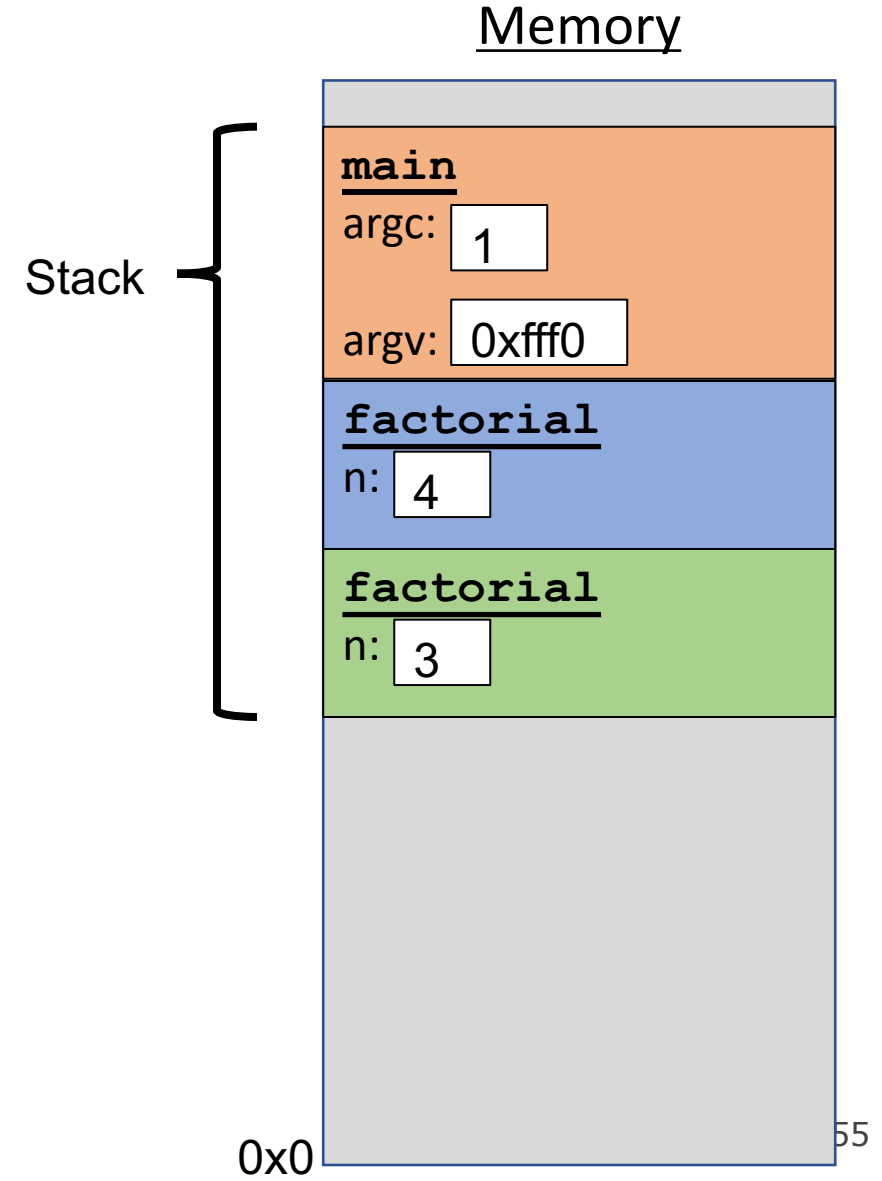 Memory
main
argc: 1
Stack
argv: 0xfff0
factorial
n: 4
factorial
n: 3
55
0x0